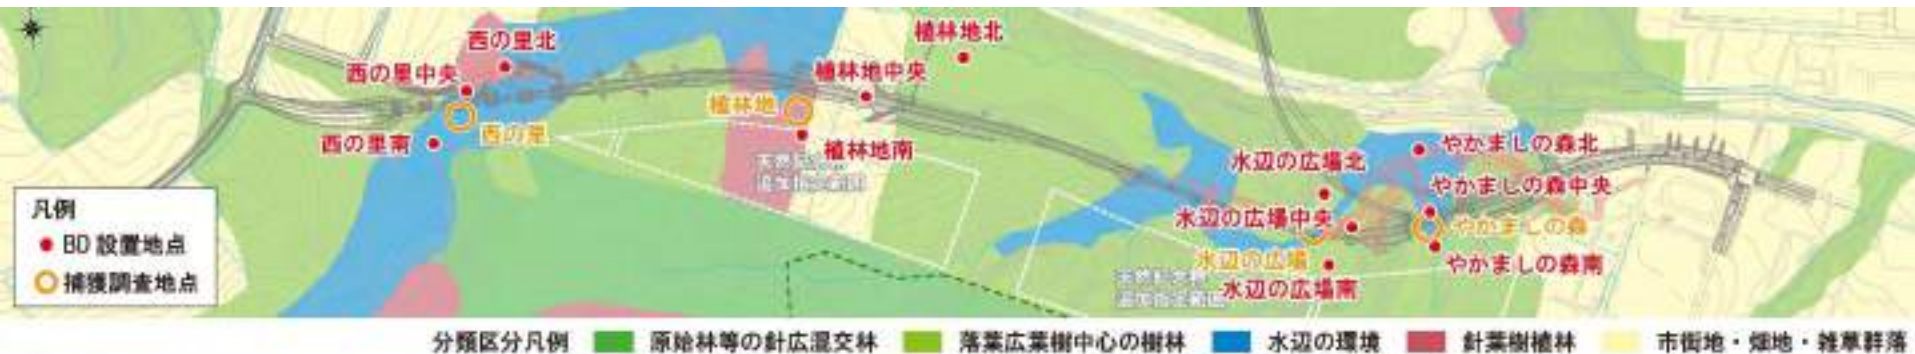 植林地北
西の里北
西の里中央
植林地中央
植林地
西の里
西の里南
植林地南
やかましの森北
水辺の広場北
やかましの森中央
水辺の広場中央
やかましの森
水辺の広場
やかましの森南
水辺の広場南
凡例
BD 設置地点
捕獲調査地点
分類区分凡例 原始林等の針広混交林 落葉広葉樹中心の樹林 水辺の環境 針葉樹植林 市街地・畑地・雑草群落